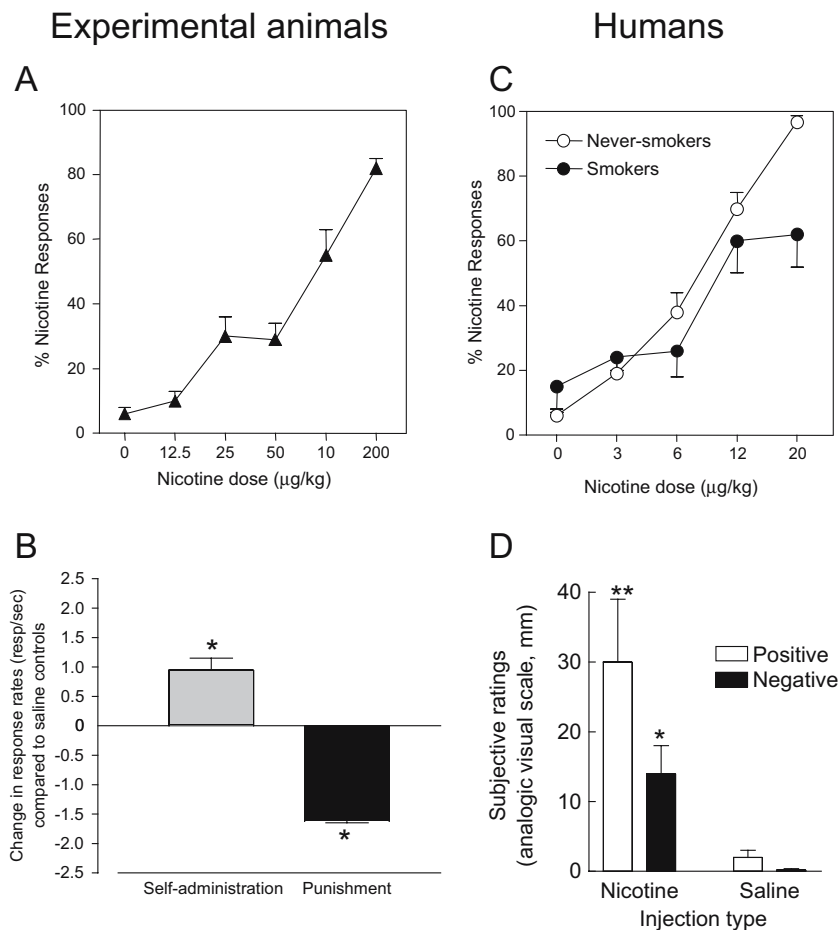 Experimental animals
Humans
A
% Nicotine Responses
100
80
60
40
20
0
0 12.5 25 50 10 200
Nicotine dose (μg/kg)
C
% Nicotine Responses
100
80
60
40
20
0
Never-smokers
Smokers
0 3 6 12 20
Nicotine dose (μg/kg)
B
Change in response rates (resp/sec)
compared to saline controls
2.5
2.0
1.5
1.0
0.5
0
-0.5
-1.0
-1.5
-2.0
-2.5
*
*
Self-administration Punishment
D
Subjective ratings
(analogic visual scale, mm)
40
30
20
10
0
**
*
Positive
Negative
Nicotine Saline
Injection type